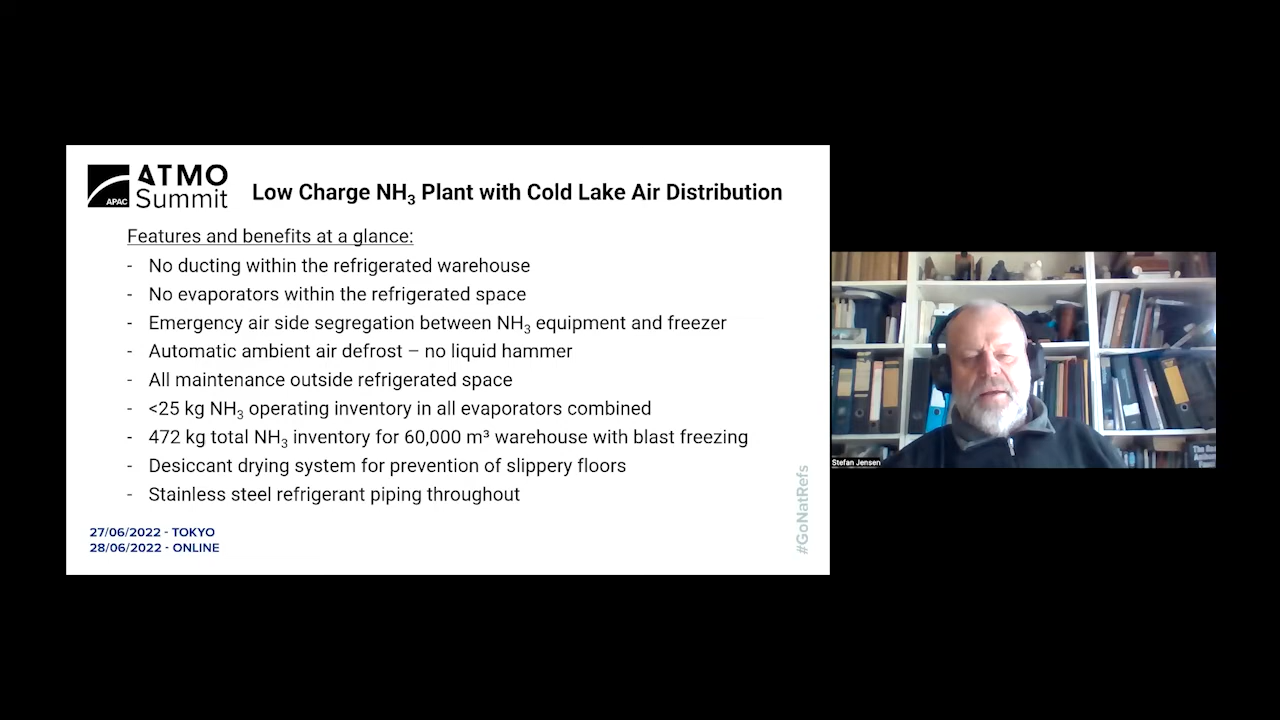 ATMO
Summit
APAC
Low Charge NH₃ Plant with Cold Lake Air Distribution
Features and benefits at a glance:
- No ducting within the refrigerated warehouse
- No evaporators within the refrigerated space
- Emergency air side segregation between NH₃ equipment and freezer
- Automatic ambient air defrost – no liquid hammer
- All maintenance outside refrigerated space
- <25 kg NH₃ operating inventory in all evaporators combined
- 472 kg total NH₃ inventory for 60,000 m³ warehouse with blast freezing
- Desiccant drying system for prevention of slippery floors
- Stainless steel refrigerant piping throughout
27/06/2022 - TOKYO
28/06/2022 - ONLINE
#GoNatRefs
Stefan Jensen